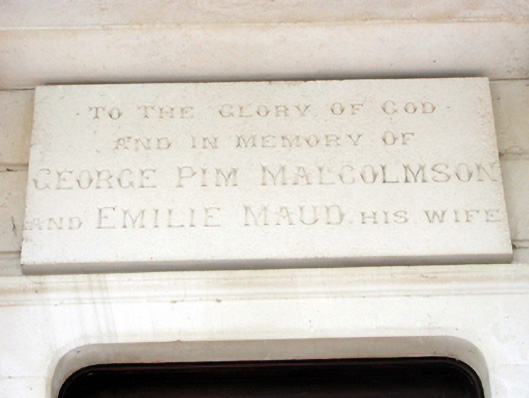 TO THE GLORY OF GOD
AND IN MEMORY OF
GEORGE PIM MALCOLMSON
AND EMILIE MAUD HIS WIFE